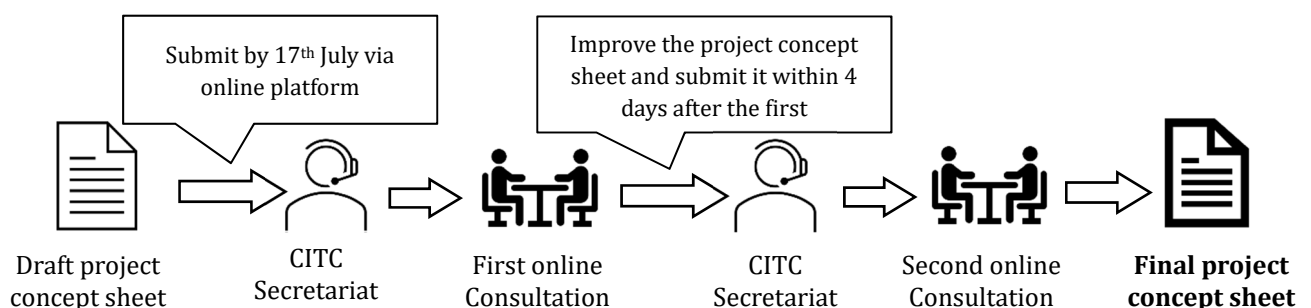 Submit by 17th July via
online platform
Improve the project concept
sheet and submit it within 4
days after the first
Draft project
concept sheet
CITC
Secretariat
First online
Consultation
CITC
Secretariat
Second online
Consultation
Final project
concept sheet